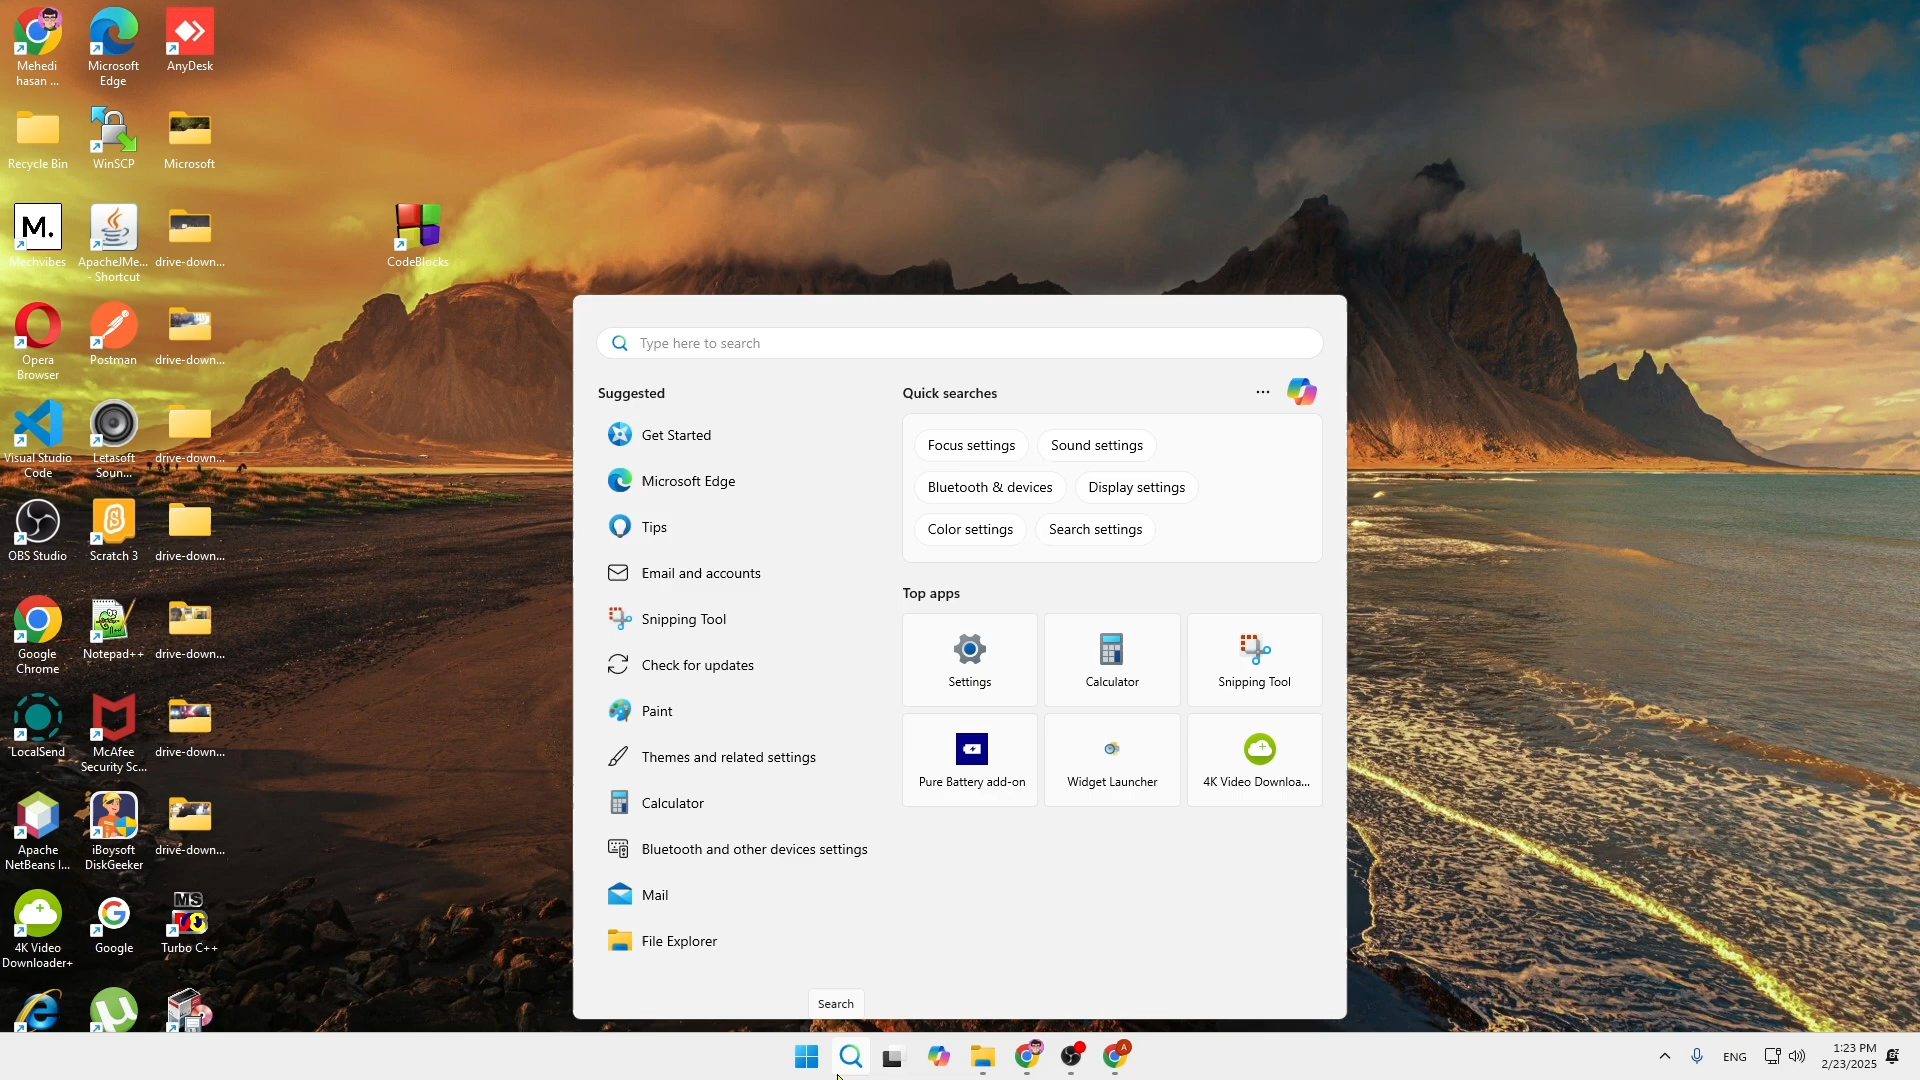 Mehedi
hasan ...
Microsoft
Edge
AnyDesk
Recycle Bin
WinSCP
Microsoft
M.
Mechvibes
ApacheJMe...
- Shortcut
drive-down...
CodeBlocks
Opera
Browser
Postman
drive-down...
Visual Studio
Code
Letasoft
Soun...
drive-down...
OBS Studio
Scratch 3
drive-down...
Google
Chrome
Notepad++
drive-down...
LocalSend
McAfee
Security Sc...
drive-down...
Apache
NetBeans I...
iBoysoft
DiskGeeker
drive-down...
4K Video
Downloader+
Google
MS
Turbo C++
Type here to search
Suggested
Get Started
Microsoft Edge
Tips
Email and accounts
Snipping Tool
Check for updates
Paint
Themes and related settings
Calculator
Bluetooth and other devices settings
Mail
File Explorer
Quick searches
...
Focus settings
Sound settings
Bluetooth & devices
Display settings
Color settings
Search settings
Top apps
Settings
Calculator
Snipping Tool
Pure Battery add-on
Widget Launcher
4K Video Downloa...
Search
A
ENG
1:23 PM
2/23/2025